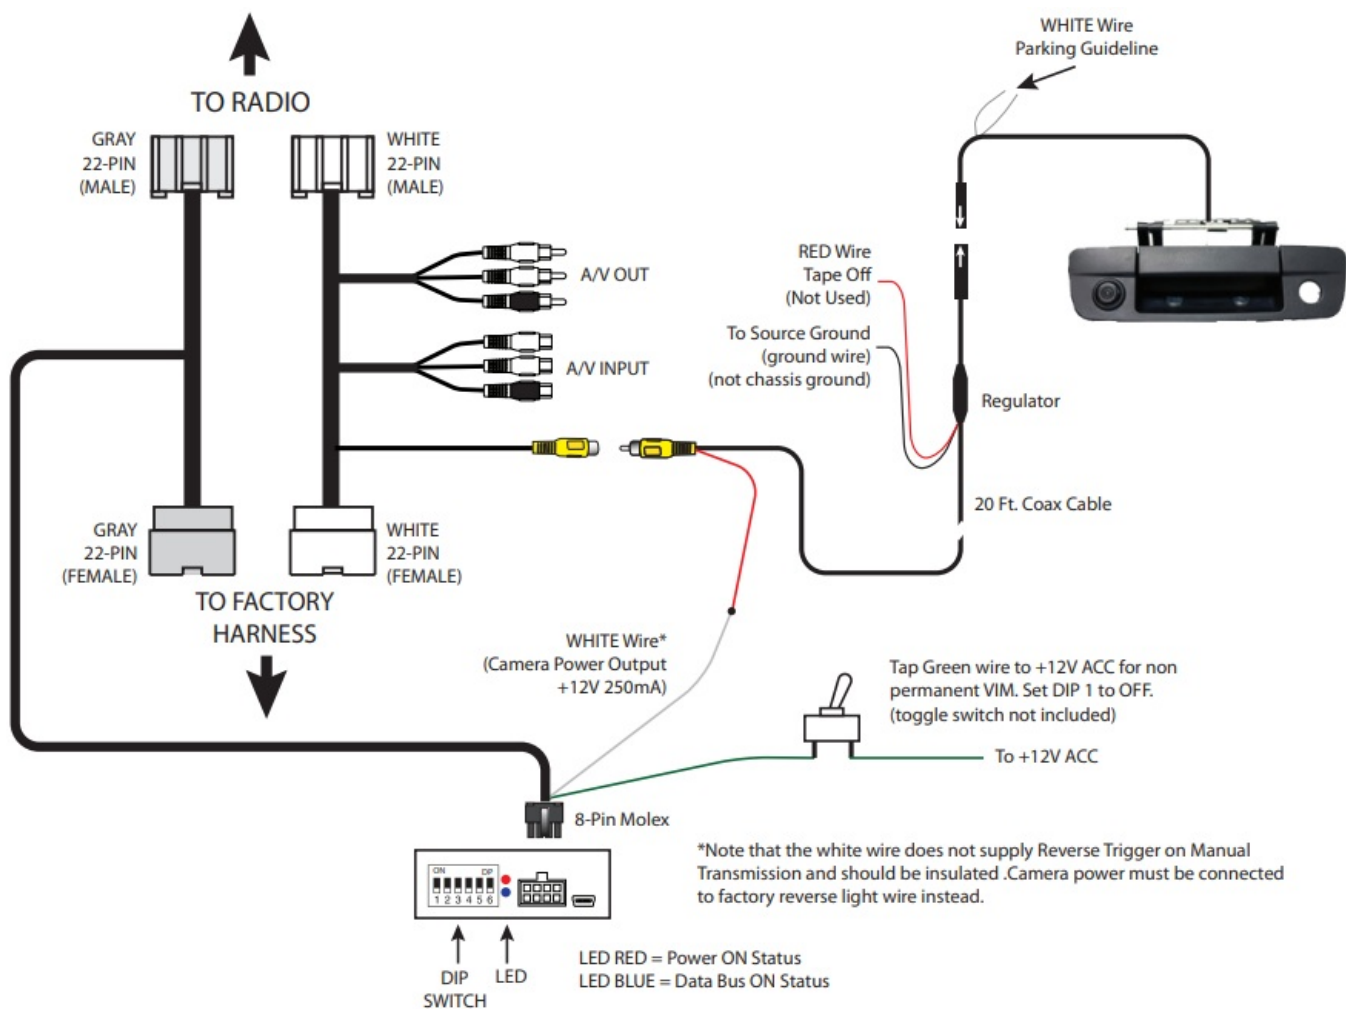 WHITE Wire
Parking Guideline
TO RADIO
GRAY
22-PIN
(MALE)
WHITE
22-PIN
(MALE)
A/V OUT
A/V INPUT
RED Wire
Tape Off
(Not Used)
To Source Ground
(ground wire)
(not chassis ground)
Regulator
20 Ft. Coax Cable
GRAY
22-PIN
(FEMALE)
WHITE
22-PIN
(FEMALE)
TO FACTORY
HARNESS
WHITE Wire*
(Camera Power Output
+12V 250mA)
Tap Green wire to +12V ACC for non
permanent VIM. Set DIP 1 to OFF.
(toggle switch not included)
To +12V ACC
8-Pin Molex
*Note that the white wire does not supply Reverse Trigger on Manual
Transmission and should be insulated .Camera power must be connected
to factory reverse light wire instead.
ON DP
1 2 3 4 5 6
DIP
SWITCH
LED
LED RED = Power ON Status
LED BLUE = Data Bus ON Status